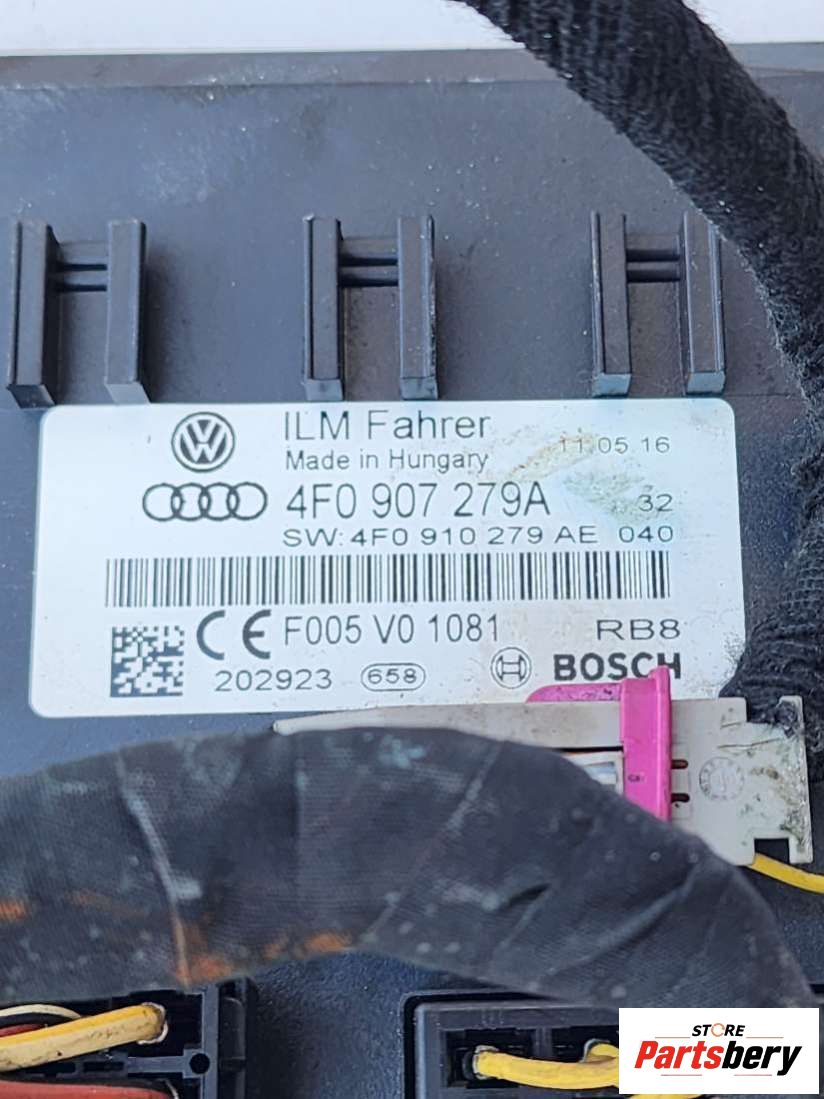 ILM Fahrer
11.05.16
Made in Hungary
4F0 907 279A 32
SW:4F0 910 279 AE 040
CE F005 V0 1081 RB8
202923 658 BOSCH
STORE
Partsbery